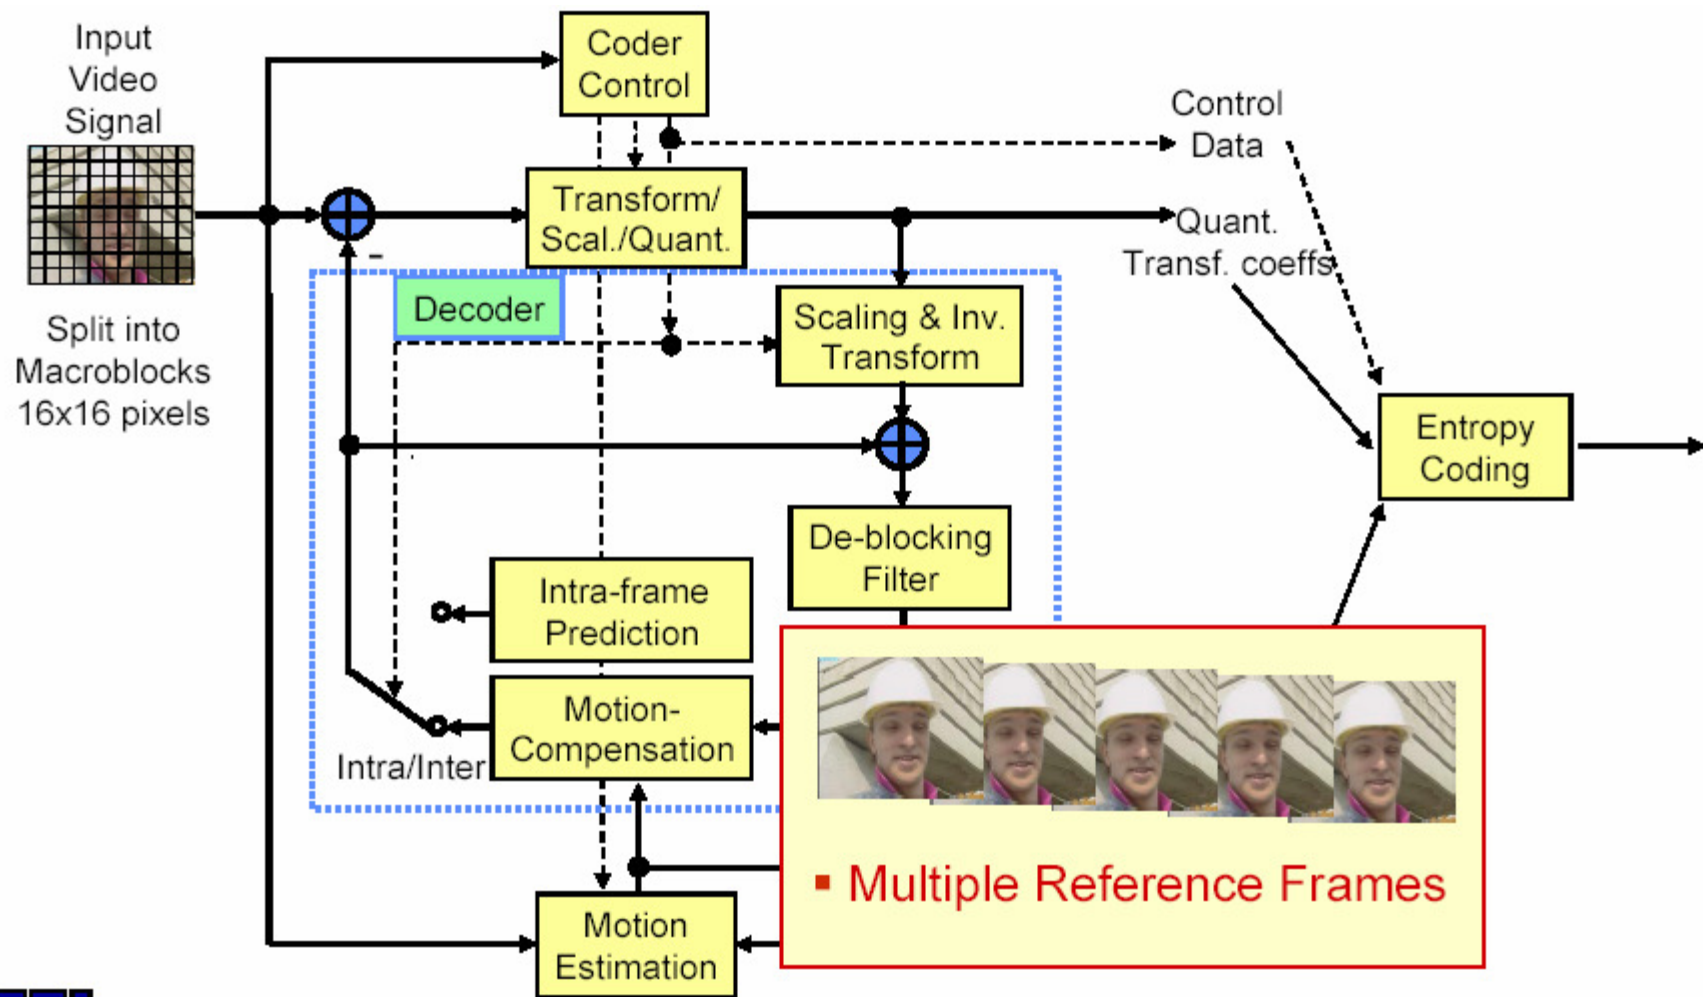 Input
Video
Signal
Coder
Control
Control
Data
Transform/
Scal./Quant.
Quant.
Transf. coeffs
-
Decoder
Scaling & Inv.
Transform
Split into
Macroblocks
16x16 pixels
Entropy
Coding
De-blocking
Filter
Intra-frame
Prediction
Motion-
Compensation
Intra/Inter
▪ Multiple Reference Frames
Motion
Estimation